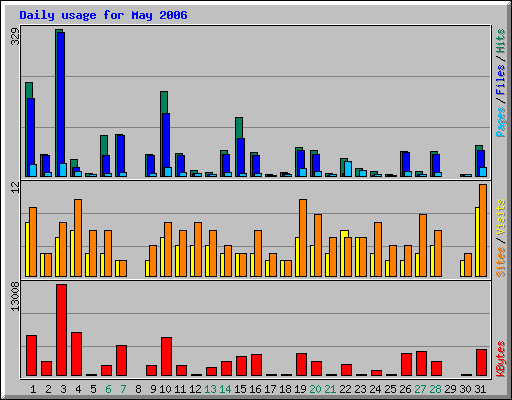 Daily usage for May 2006
329
Pages / Files / Hits
12
Sites / Visits
13008
KBytes
1 2 3 4 5 6 7 8 9 10 11 12 13 14 15 16 17 18 19 20 21 22 23 24 25 26 27 28 29 30 31